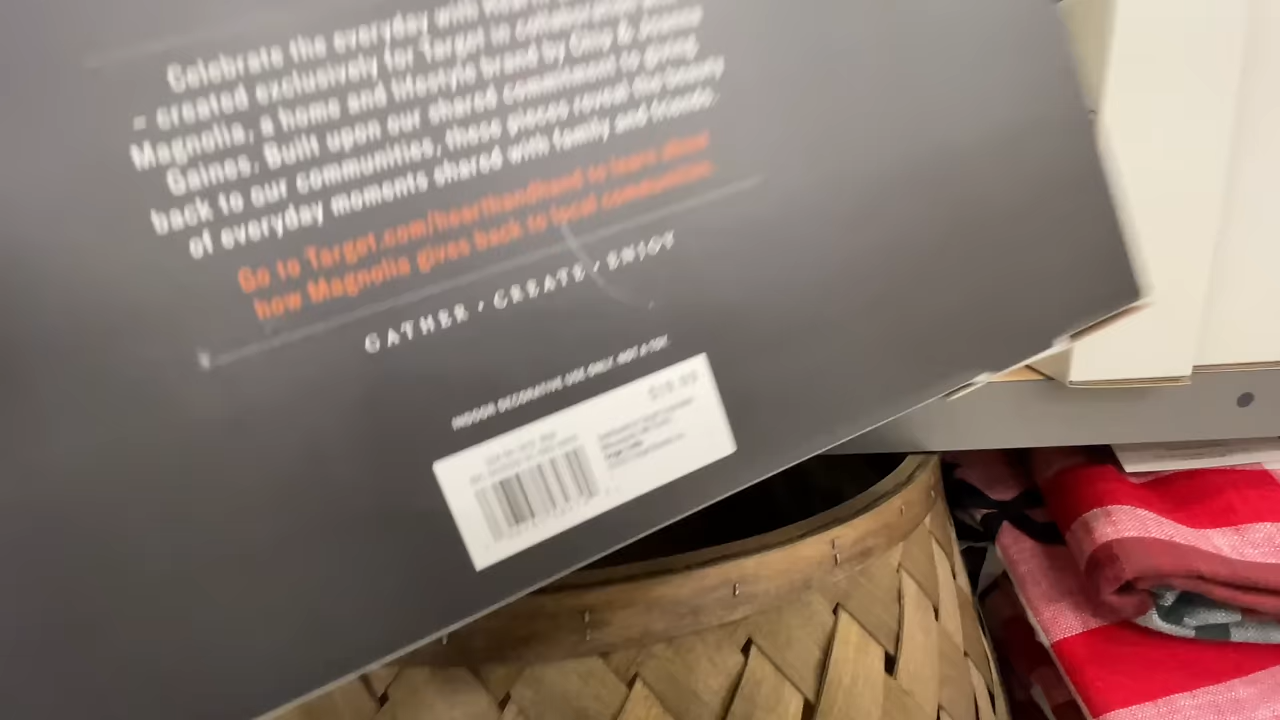 Celebrate the everyday with
– created exclusively for Target in collaboration
Magnolia, a home and lifestyle brand by Chip & Joanna
Gaines. Built upon our shared commitment to giving
back to our communities, these pieces reveal the beauty
of everyday moments shared with family and friends.
Go to Target.com/hearthandhand to learn about
how Magnolia gives back to local communities.
GATHER · CREATE · ENJOY
INDOOR DECORATIVE USE ONLY. NOT A TOY.